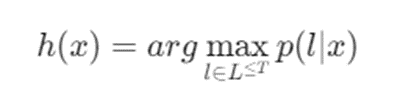 h(x) = arg max_{l∈L^{≤T}} p(l|x)